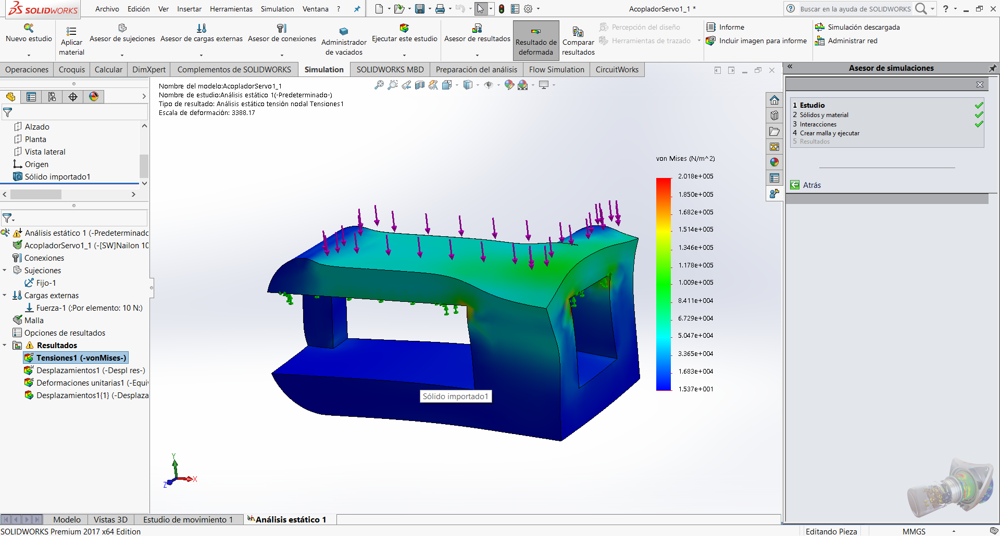 SOLIDWORKS
Archivo Edición Ver Insertar Herramientas Simulation Ventana ?
AcopladorServo1_1 *
Buscar en la ayuda de SOLIDWORKS
Nuevo estudio
Aplicar material
Asesor de sujeciones
Asesor de cargas externas
Asesor de conexiones
Administrador de vaciados
Ejecutar este estudio
Asesor de resultados
Resultado de deformada
Comparar resultados
Percepción del diseño
Herramientas de trazado
Informe
Incluir imagen para informe
Simulación descargada
Administrar red
Operaciones Croquis Calcular DimXpert Complementos de SOLIDWORKS Simulation SOLIDWORKS MBD Preparación del análisis Flow Simulation CircuitWorks
Alzado
Planta
Vista lateral
Origen
Sólido importado1
Análisis estático 1 (-Predeterminado
AcopladorServo1_1 (-[SW]Nailon 10
Conexiones
Sujeciones
Fijo-1
Cargas externas
Fuerza-1 (:Por elemento: 10 N:)
Malla
Opciones de resultados
Resultados
Tensiones1 (-vonMises-)
Desplazamientos1 (-Despl res-)
Deformaciones unitarias1 (-Equi
Desplazamientos1{1} (-Desplaza
Nombre del modelo:AcopladorServo1_1
Nombre de estudio:Análisis estático 1(-Predeterminado-)
Tipo de resultado: Análisis estático tensión nodal Tensiones1
Escala de deformación: 3388.17
von Mises (N/m^2)
2.018e+005
1.850e+005
1.682e+005
1.514e+005
1.346e+005
1.178e+005
1.009e+005
8.411e+004
6.729e+004
5.047e+004
3.365e+004
1.683e+004
1.537e+001
Sólido importado1
Y
X
Z
Asesor de simulaciones
1 Estudio
2 Sólidos y material
3 Interacciones
4 Crear malla y ejecutar
5 Resultados
Atrás
Modelo Vistas 3D Estudio de movimiento 1 Análisis estático 1
SOLIDWORKS Premium 2017 x64 Edition
Editando Pieza
MMGS